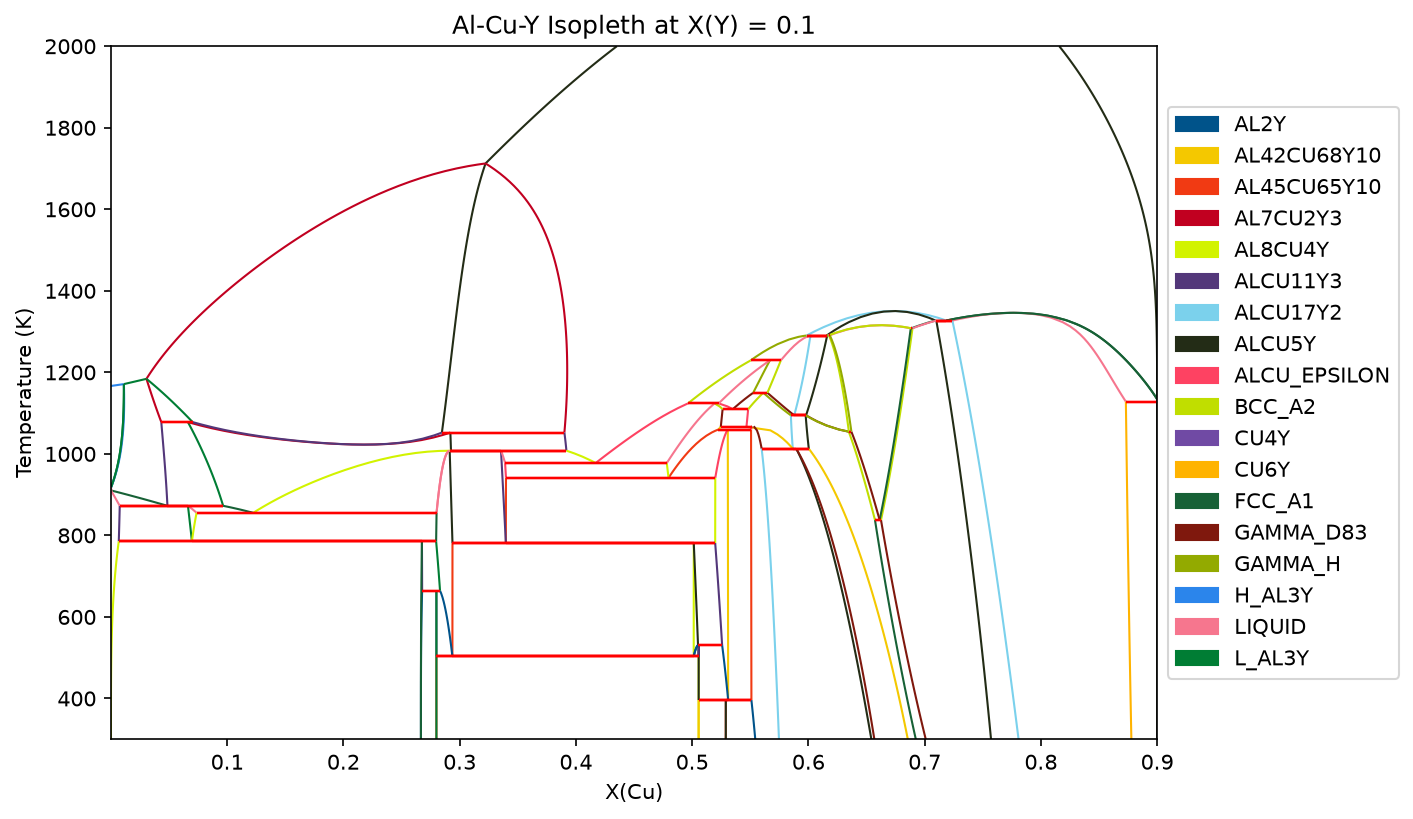 Al-Cu-Y Isopleth at X(Y) = 0.1
2000
1800
1600
1400
1200
1000
800
600
400
Temperature (K)
0.1
0.2
0.3
0.4
0.5
0.6
0.7
0.8
0.9
X(Cu)
AL2Y
AL42CU68Y10
AL45CU65Y10
AL7CU2Y3
AL8CU4Y
ALCU11Y3
ALCU17Y2
ALCU5Y
ALCU_EPSILON
BCC_A2
CU4Y
CU6Y
FCC_A1
GAMMA_D83
GAMMA_H
H_AL3Y
LIQUID
L_AL3Y